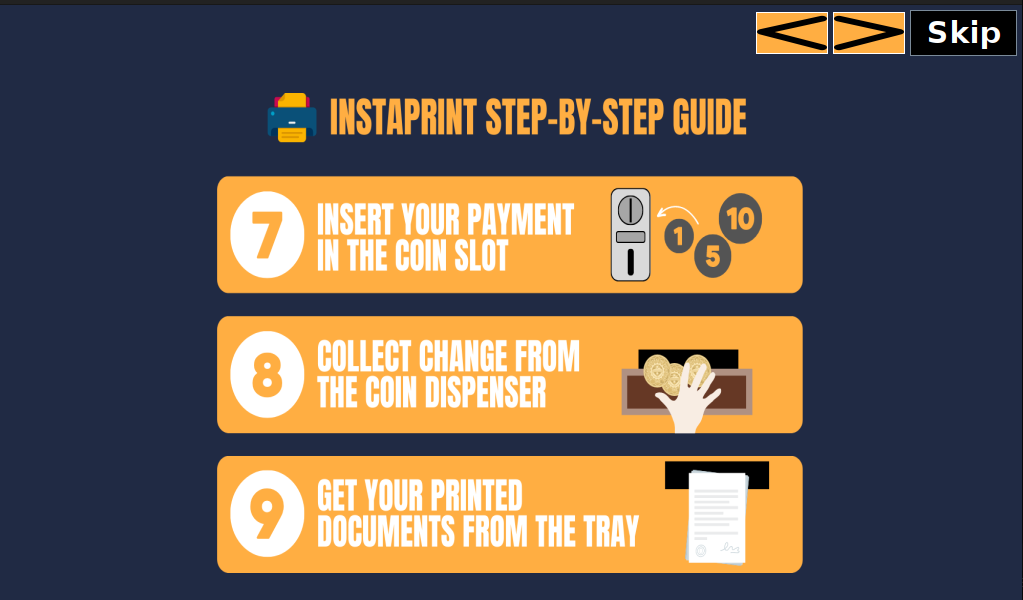 < > Skip
INSTAPRINT STEP-BY-STEP GUIDE
7 INSERT YOUR PAYMENT
IN THE COIN SLOT
1 5 10
8 COLLECT CHANGE FROM
THE COIN DISPENSER
9 GET YOUR PRINTED
DOCUMENTS FROM THE TRAY